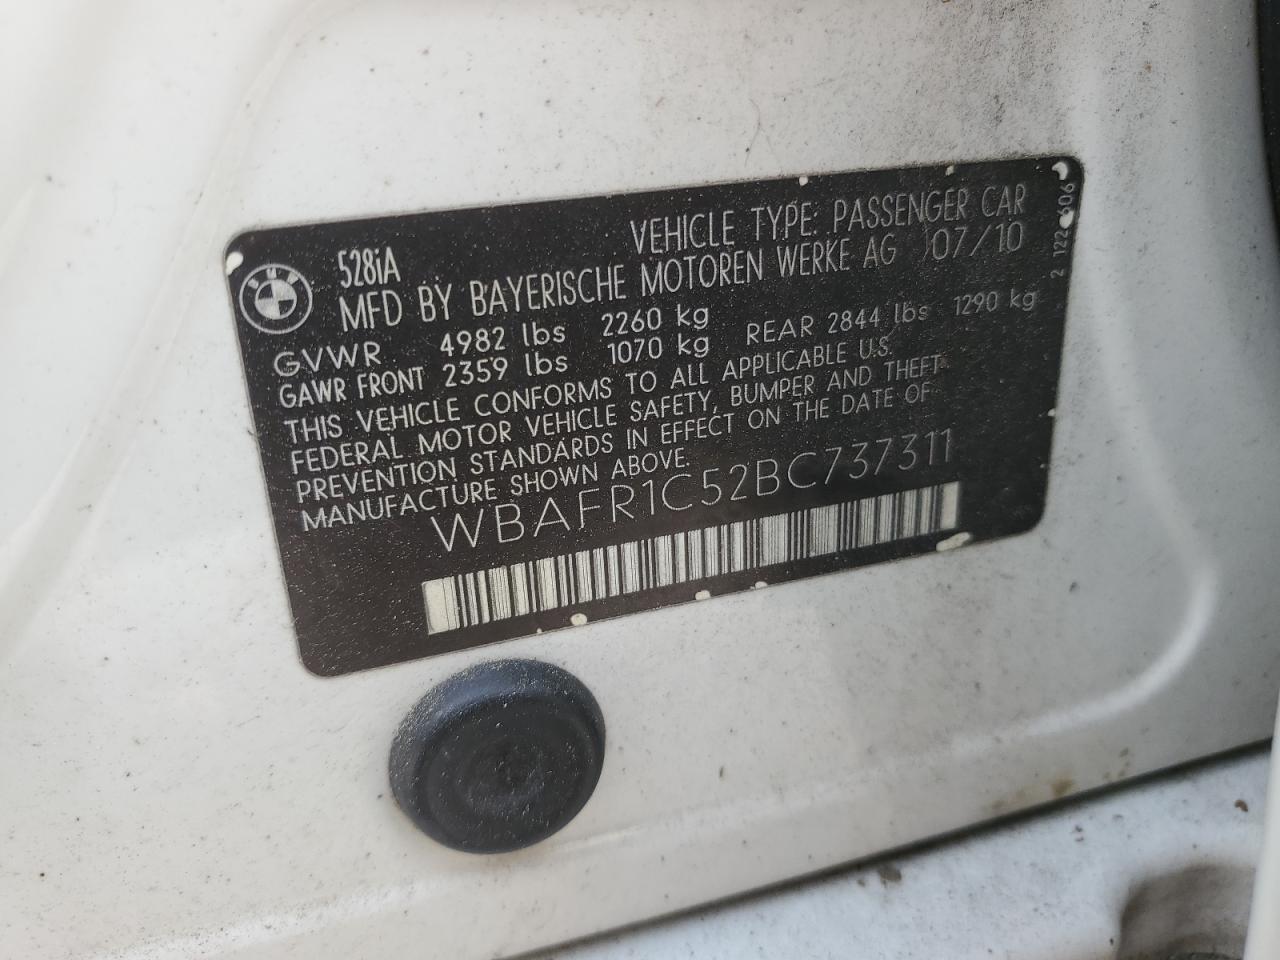 BMW
528iA
VEHICLE TYPE: PASSENGER CAR
MFD BY BAYERISCHE MOTOREN WERKE AG 07/10
GVWR 4982 lbs 2260 kg
GAWR FRONT 2359 lbs 1070 kg REAR 2844 lbs 1290 kg
THIS VEHICLE CONFORMS TO ALL APPLICABLE U.S.
FEDERAL MOTOR VEHICLE SAFETY, BUMPER AND THEFT
PREVENTION STANDARDS IN EFFECT ON THE DATE OF
MANUFACTURE SHOWN ABOVE.
WBAFR1C52BC737311